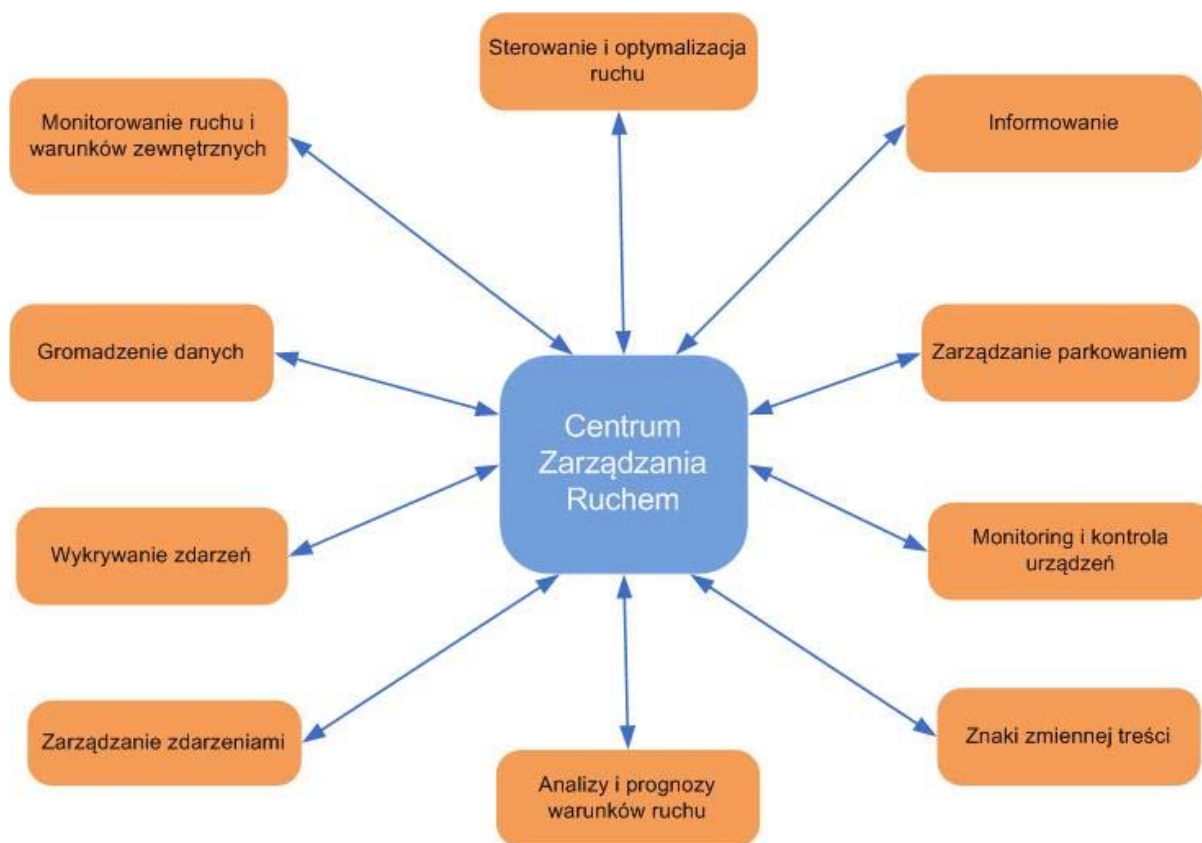 Sterowanie i optymalizacja
ruchu
Monitorowanie ruchu i
warunków zewnętrznych
Informowanie
Gromadzenie danych
Zarządzanie parkowaniem
Centrum
Zarządzania
Ruchem
Wykrywanie zdarzeń
Monitoring i kontrola
urządzeń
Zarządzanie zdarzeniami
Znaki zmiennej treści
Analizy i prognozy
warunków ruchu